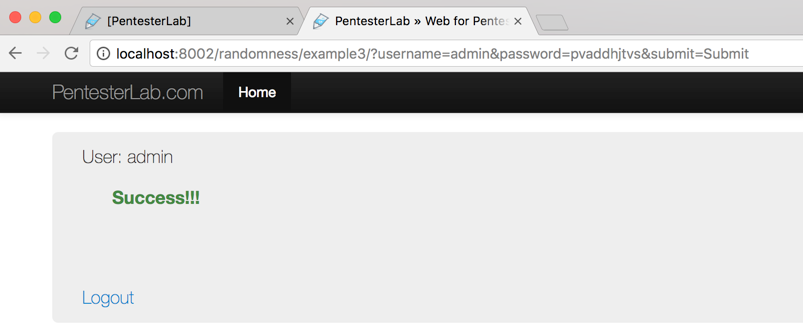 [PentesterLab]
PentesterLab » Web for Pentes
localhost:8002/randomness/example3/?username=admin&password=pvaddhjtvs&submit=Submit
PentesterLab.com Home
User: admin
Success!!!
Logout